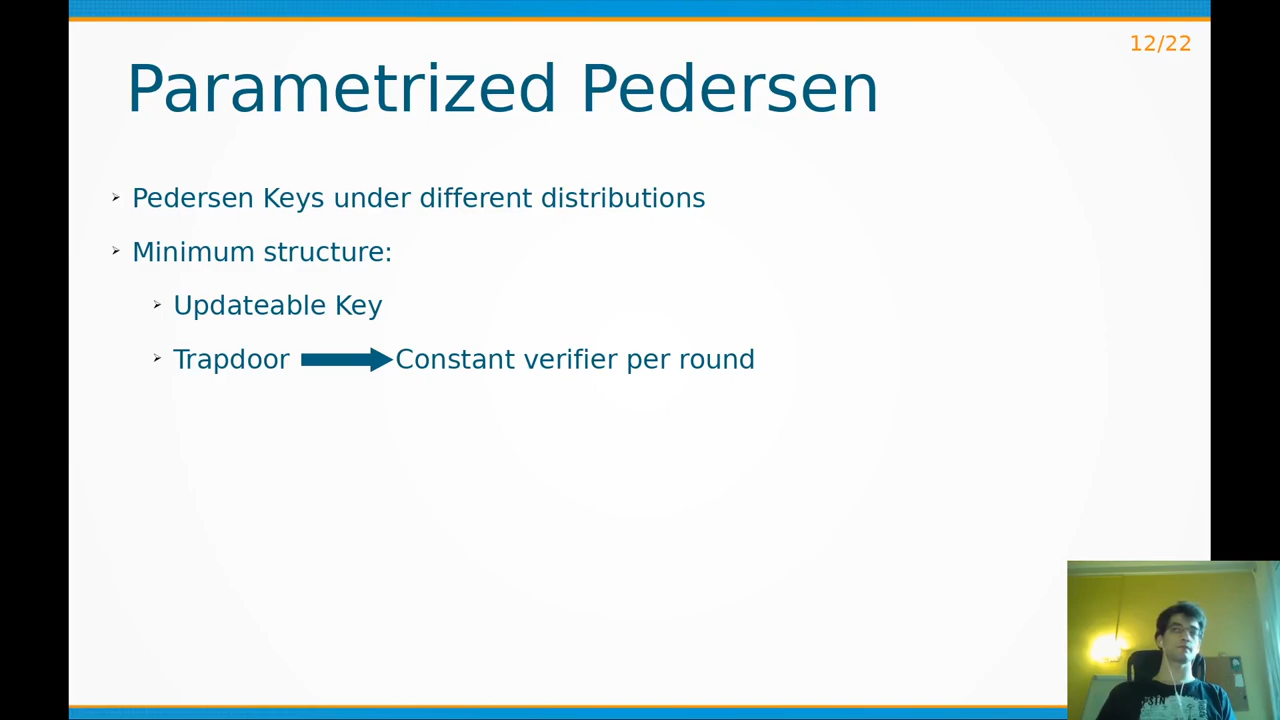 12/22
Parametrized Pedersen
Pedersen Keys under different distributions
Minimum structure:
Updateable Key
Trapdoor Constant verifier per round